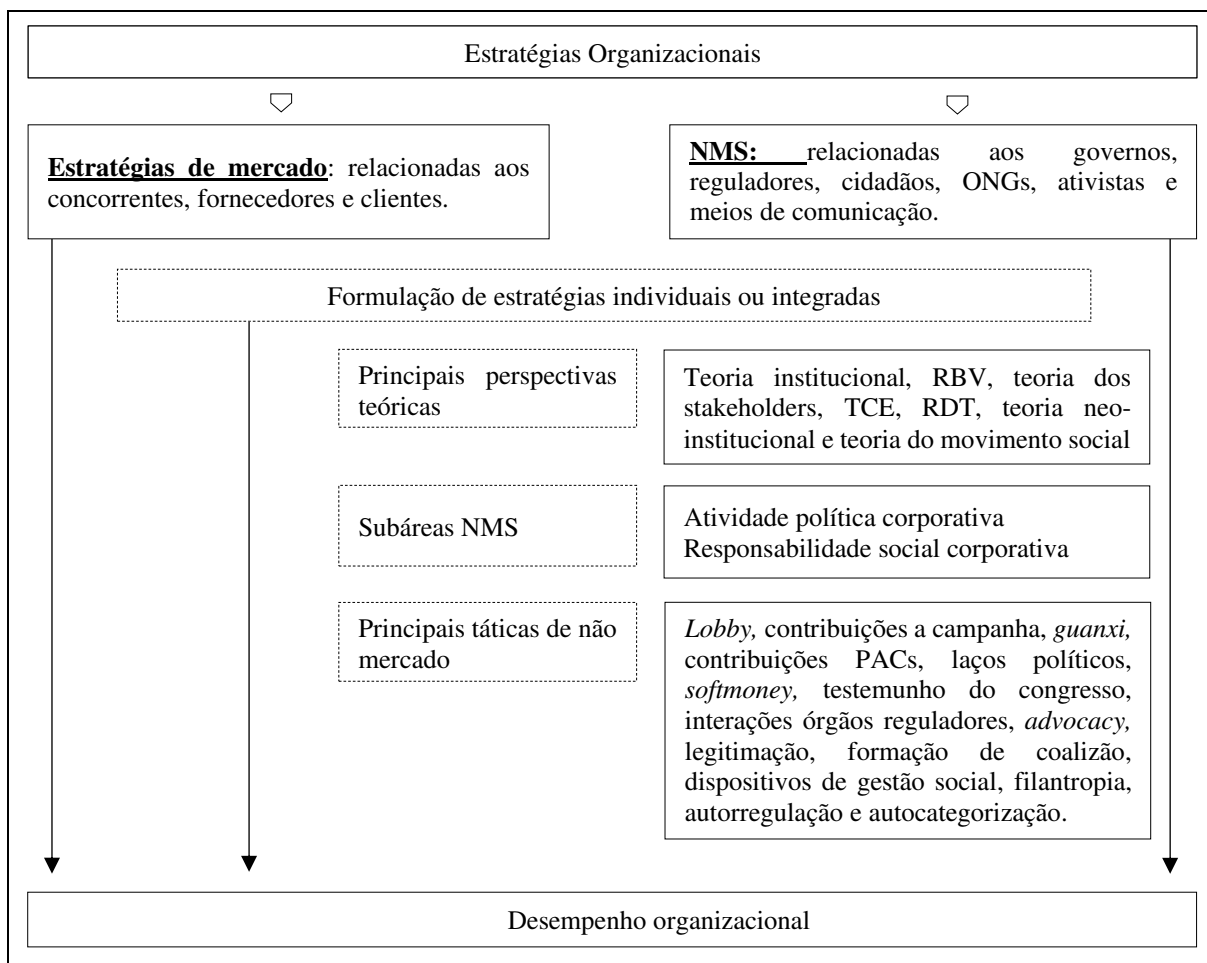 Estratégias Organizacionais
Estratégias de mercado: relacionadas aos
concorrentes, fornecedores e clientes.
NMS: relacionadas aos governos,
reguladores, cidadãos, ONGs, ativistas e
meios de comunicação.
Formulação de estratégias individuais ou integradas
Principais perspectivas
teóricas
Teoria institucional, RBV, teoria dos
stakeholders, TCE, RDT, teoria neo-
institucional e teoria do movimento social
Subáreas NMS
Atividade política corporativa
Responsabilidade social corporativa
Principais táticas de não
mercado
Lobby, contribuições a campanha, guanxi,
contribuições PACs, laços políticos,
softmoney, testemunho do congresso,
interações órgãos reguladores, advocacy,
legitimação, formação de coalizão,
dispositivos de gestão social, filantropia,
autorregulação e autocategorização.
Desempenho organizacional